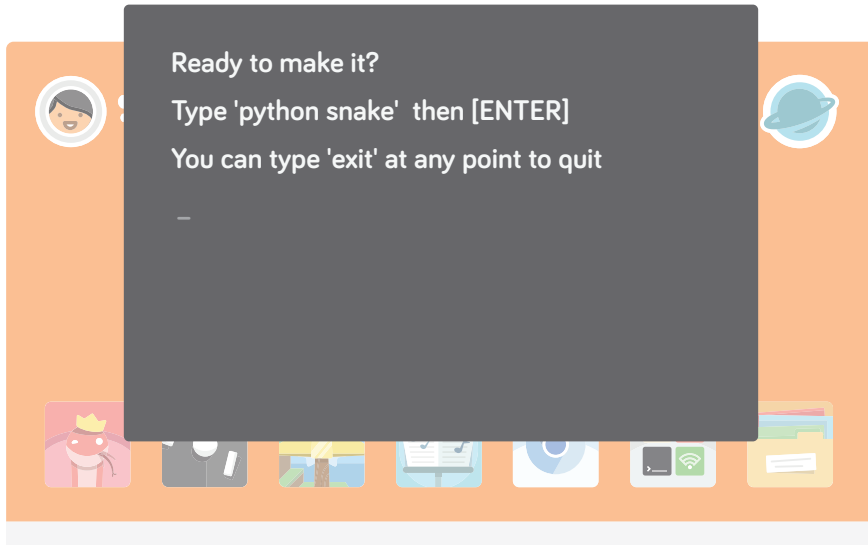 Ready to make it?
Type 'python snake'  then [ENTER]
You can type 'exit' at any point to quit
_